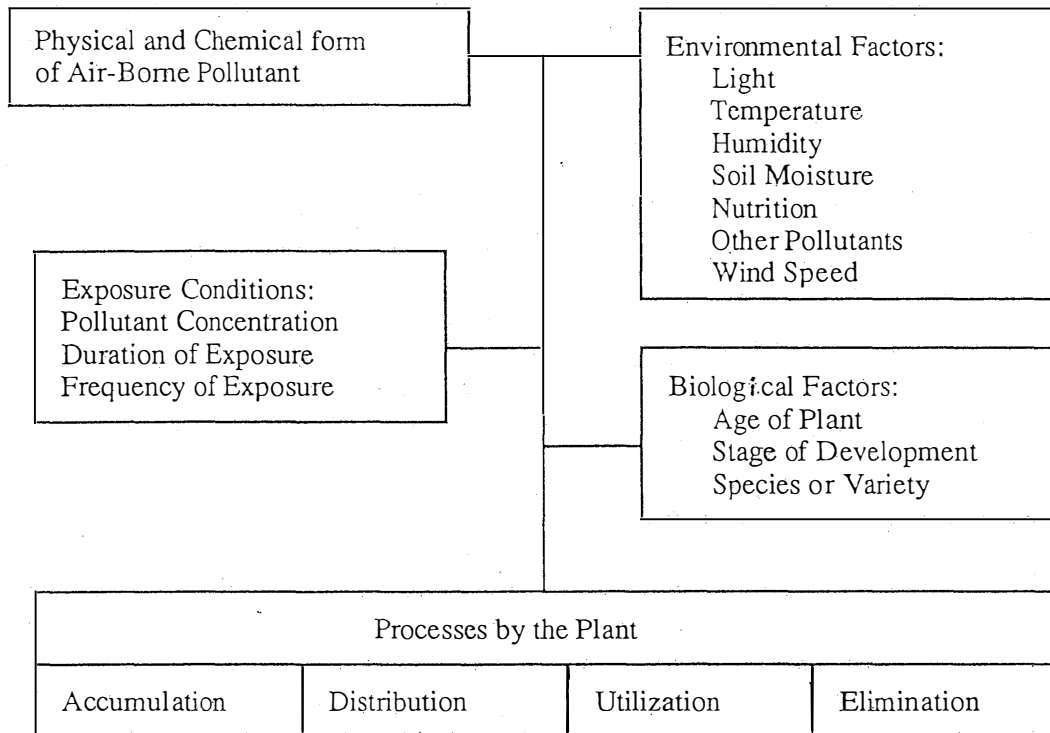 Physical and Chemical form
of Air-Borne Pollutant
Environmental Factors:
Light
Temperature
Humidity
Soil Moisture
Nutrition
Other Pollutants
Wind Speed
Exposure Conditions:
Pollutant Concentration
Duration of Exposure
Frequency of Exposure
Biological Factors:
Age of Plant
Stage of Development
Species or Variety
Processes by the Plant
Accumulation
Distribution
Utilization
Elimination